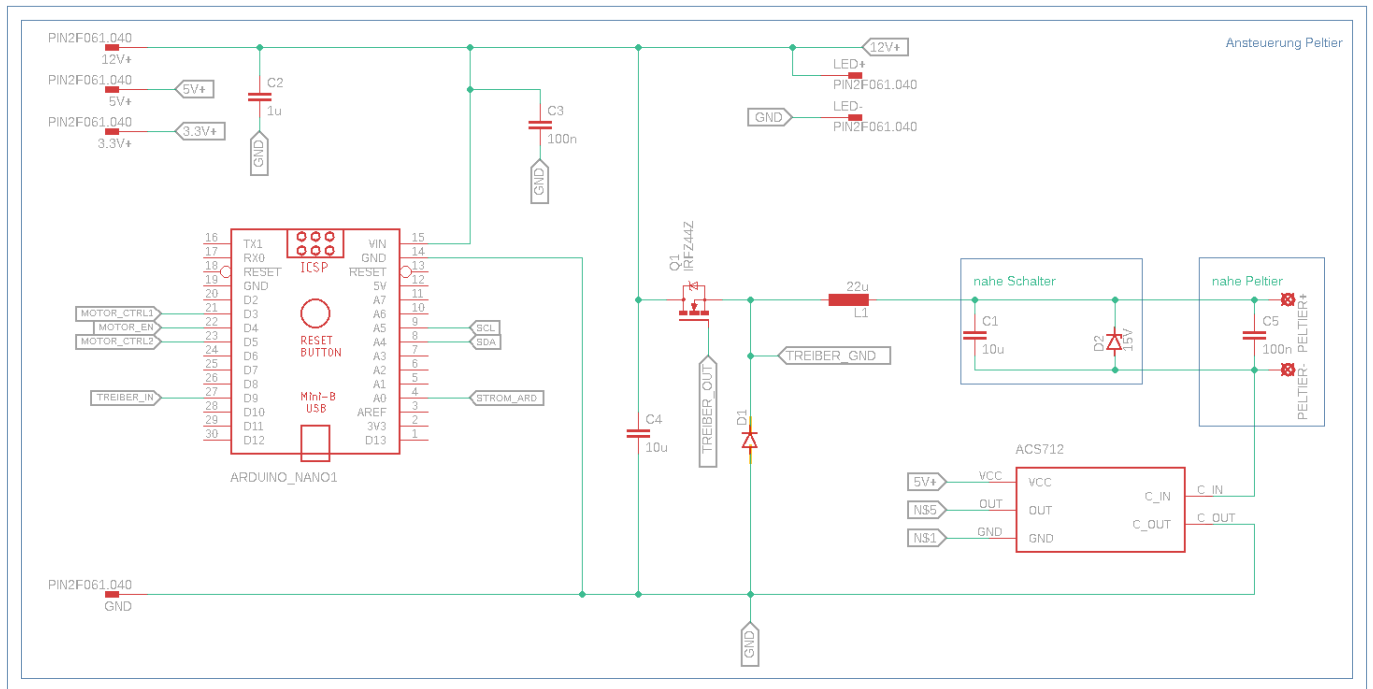 Ansteuerung Peltier
PIN2F061.040
12V+
PIN2F061.040
5V+
5V+
PIN2F061.040
3.3V+
3.3V+
C2
1u
GND
C3
100n
GND
12V+
LED+
PIN2F061.040
LED-
GND
PIN2F061.040
16 TX1
17 RX0
18 RESET
19 GND
20 D2
21 D3
22 D4
23 D5
24 D6
25 D7
26 D8
27 D9
28 D10
29 D11
30 D12
VIN 15
GND 14
RESET 13
5V 12
A7 11
A6 10
A5 9
A4 8
A3 7
A2 6
A1 5
A0 4
AREF 3
3V3 2
D13 1
ICSP
RESET
BUTTON
Mini-B
USB
MOTOR_CTRL1
MOTOR_EN
MOTOR_CTRL2
TREIBER_IN
SCL
SDA
STROM_ARD
ARDUINO_NANO1
Q1
IRFZ44Z
TREIBER_OUT
TREIBER_GND
C4
10u
D1
22u
L1
nahe Schalter
C1
10u
D2
15V
nahe Peltier
C5
100n
PELTIER+
PELTIER-
ACS712
5V+
VCC
VCC
N$5
OUT
OUT
N$1
GND
GND
C_IN
C_IN
C_OUT
C_OUT
PIN2F061.040
GND
GND